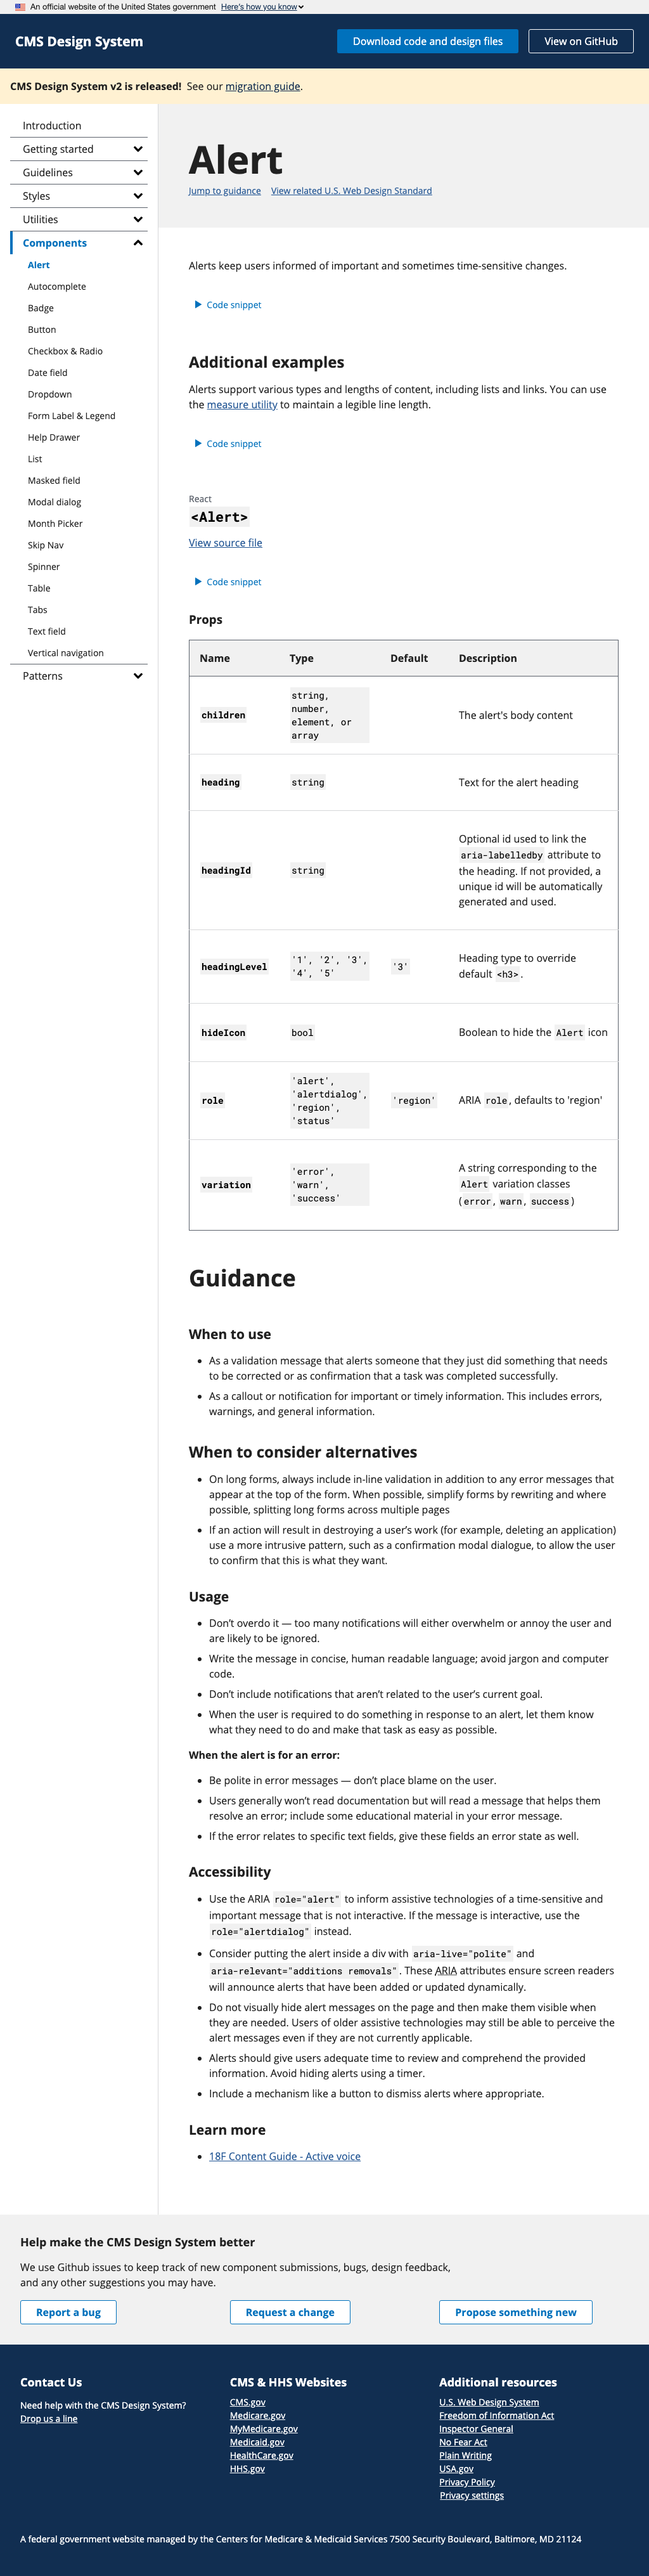 An official website of the United States government Here's how you know
CMS Design System
Download code and design files
View on GitHub
CMS Design System v2 is released! See our migration guide.
Introduction
Getting started
Guidelines
Styles
Utilities
Components
Alert
Autocomplete
Badge
Button
Checkbox & Radio
Date field
Dropdown
Form Label & Legend
Help Drawer
List
Masked field
Modal dialog
Month Picker
Skip Nav
Spinner
Table
Tabs
Text field
Vertical navigation
Patterns
Alert
Jump to guidance View related U.S. Web Design Standard
Alerts keep users informed of important and sometimes time-sensitive changes.
Code snippet
Additional examples
Alerts support various types and lengths of content, including lists and links. You can use
the measure utility to maintain a legible line length.
Code snippet
React
<Alert>
View source file
Code snippet
Props
Name Type Default Description
children
string,
number,
element, or
array
The alert's body content
heading string Text for the alert heading
headingId string
Optional id used to link the
aria-labelledby attribute to
the heading. If not provided, a
unique id will be automatically
generated and used.
headingLevel
'1', '2', '3',
'4', '5'
'3'
Heading type to override
default <h3>.
hideIcon bool Boolean to hide the Alert icon
role
'alert',
'alertdialog',
'region',
'status'
'region'
ARIA role, defaults to 'region'
variation
'error',
'warn',
'success'
A string corresponding to the
Alert variation classes
(error, warn, success)
Guidance
When to use
• As a validation message that alerts someone that they just did something that needs
to be corrected or as confirmation that a task was completed successfully.
• As a callout or notification for important or timely information. This includes errors,
warnings, and general information.
When to consider alternatives
• On long forms, always include in-line validation in addition to any error messages that
appear at the top of the form. When possible, simplify forms by rewriting and where
possible, splitting long forms across multiple pages
• If an action will result in destroying a user's work (for example, deleting an application)
use a more intrusive pattern, such as a confirmation modal dialogue, to allow the user
to confirm that this is what they want.
Usage
• Don't overdo it — too many notifications will either overwhelm or annoy the user and
are likely to be ignored.
• Write the message in concise, human readable language; avoid jargon and computer
code.
• Don't include notifications that aren't related to the user's current goal.
• When the user is required to do something in response to an alert, let them know
what they need to do and make that task as easy as possible.
When the alert is for an error:
• Be polite in error messages — don't place blame on the user.
• Users generally won't read documentation but will read a message that helps them
resolve an error; include some educational material in your error message.
• If the error relates to specific text fields, give these fields an error state as well.
Accessibility
• Use the ARIA role="alert" to inform assistive technologies of a time-sensitive and
important message that is not interactive. If the message is interactive, use the
role="alertdialog" instead.
• Consider putting the alert inside a div with aria-live="polite" and
aria-relevant="additions removals". These ARIA attributes ensure screen readers
will announce alerts that have been added or updated dynamically.
• Do not visually hide alert messages on the page and then make them visible when
they are needed. Users of older assistive technologies may still be able to perceive the
alert messages even if they are not currently applicable.
• Alerts should give users adequate time to review and comprehend the provided
information. Avoid hiding alerts using a timer.
• Include a mechanism like a button to dismiss alerts where appropriate.
Learn more
• 18F Content Guide - Active voice
Help make the CMS Design System better
We use Github issues to keep track of new component submissions, bugs, design feedback,
and any other suggestions you may have.
Report a bug
Request a change
Propose something new
Contact Us
Need help with the CMS Design System?
Drop us a line
CMS & HHS Websites
CMS.gov
Medicare.gov
MyMedicare.gov
Medicaid.gov
HealthCare.gov
HHS.gov
Additional resources
U.S. Web Design System
Freedom of Information Act
Inspector General
No Fear Act
Plain Writing
USA.gov
Privacy Policy
Privacy settings
A federal government website managed by the Centers for Medicare & Medicaid Services 7500 Security Boulevard, Baltimore, MD 21124